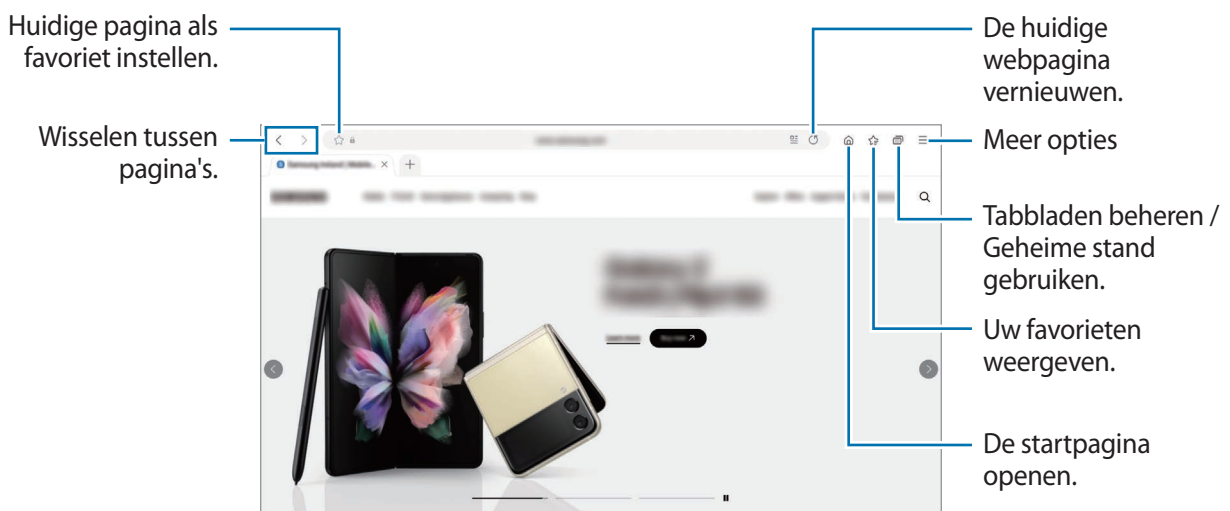 Huidige pagina als
favoriet instellen.
Wisselen tussen
pagina's.
De huidige
webpagina
vernieuwen.
Meer opties
Tabbladen beheren /
Geheime stand
gebruiken.
Uw favorieten
weergeven.
De startpagina
openen.